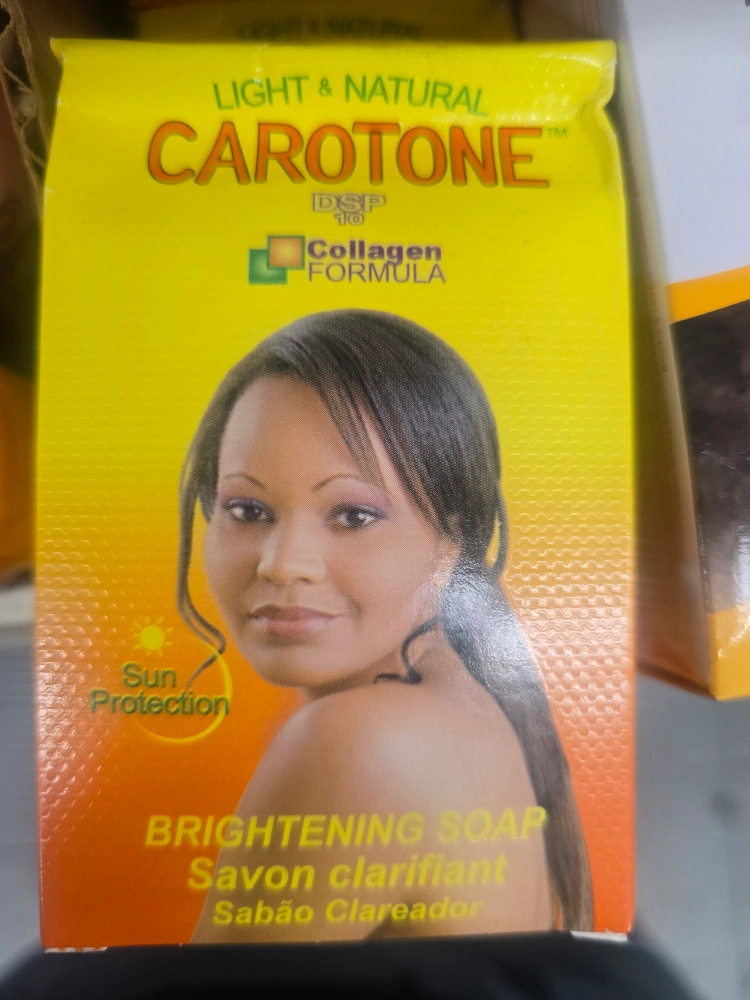 LIGHT & NATURAL
CAROTONE™
DSP
10
Collagen
FORMULA
Sun
Protection
BRIGHTENING SOAP
Savon clarifiant
Sabão Clareador